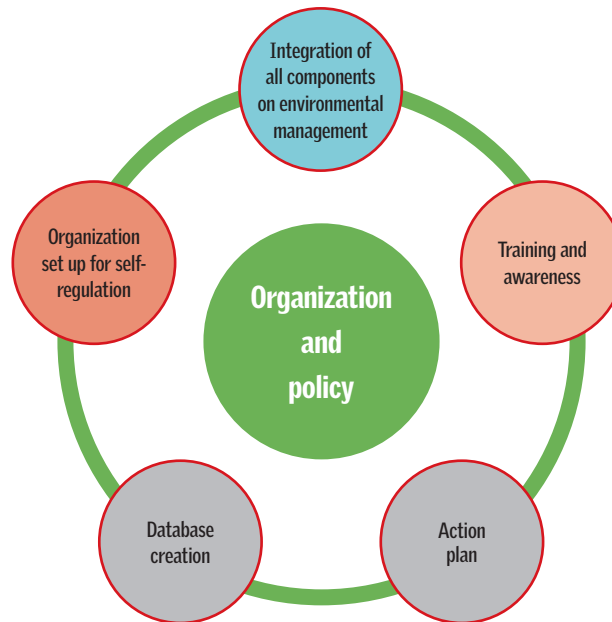 Integration of
all components
on environmental
management
Organization
set up for self-
regulation
Training and
awareness
Organization
and
policy
Database
creation
Action
plan